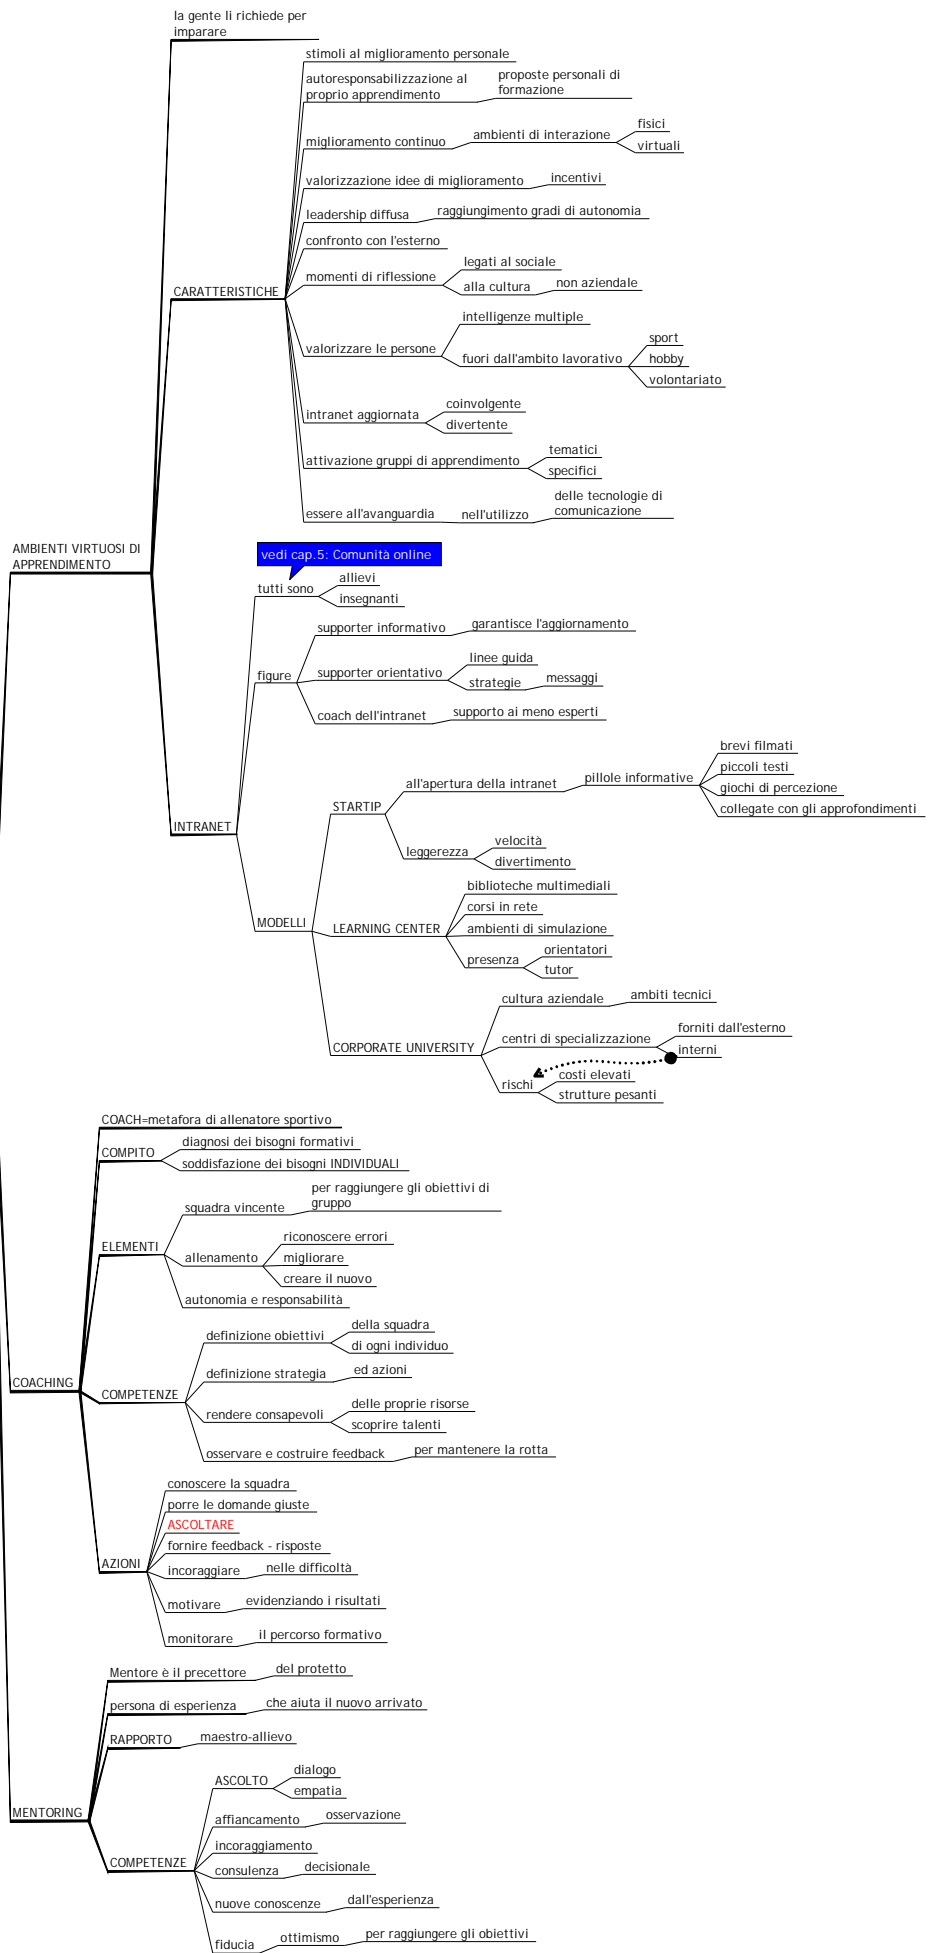 la gente li richiede per
imparare
stimoli al miglioramento personale
autoresponsabilizzazione al
proprio apprendimento
proposte personali di
formazione
miglioramento continuo
ambienti di interazione
fisici
virtuali
valorizzazione idee di miglioramento
incentivi
leadership diffusa
raggiungimento gradi di autonomia
confronto con l'esterno
momenti di riflessione
legati al sociale
alla cultura
non aziendale
CARATTERISTICHE
valorizzare le persone
intelligenze multiple
fuori dall'ambito lavorativo
sport
hobby
volontariato
intranet aggiornata
coinvolgente
divertente
attivazione gruppi di apprendimento
tematici
specifici
essere all'avanguardia
nell'utilizzo
delle tecnologie di
comunicazione
AMBIENTI VIRTUOSI DI
APPRENDIMENTO
vedi cap.5: Comunità online
tutti sono
allievi
insegnanti
figure
supporter informativo
garantisce l'aggiornamento
supporter orientativo
linee guida
strategie
messaggi
coach dell'intranet
supporto ai meno esperti
INTRANET
MODELLI
STARTIP
all'apertura della intranet
pillole informative
brevi filmati
piccoli testi
giochi di percezione
collegate con gli approfondimenti
leggerezza
velocità
divertimento
LEARNING CENTER
biblioteche multimediali
corsi in rete
ambienti di simulazione
presenza
orientatori
tutor
CORPORATE UNIVERSITY
cultura aziendale
ambiti tecnici
centri di specializzazione
forniti dall'esterno
interni
rischi
costi elevati
strutture pesanti
COACH=metafora di allenatore sportivo
COMPITO
diagnosi dei bisogni formativi
soddisfazione dei bisogni INDIVIDUALI
ELEMENTI
squadra vincente
per raggiungere gli obiettivi di
gruppo
allenamento
riconoscere errori
migliorare
creare il nuovo
autonomia e responsabilità
COACHING
COMPETENZE
definizione obiettivi
della squadra
di ogni individuo
definizione strategia
ed azioni
rendere consapevoli
delle proprie risorse
scoprire talenti
osservare e costruire feedback
per mantenere la rotta
AZIONI
conoscere la squadra
porre le domande giuste
ASCOLTARE
fornire feedback - risposte
incoraggiare
nelle difficoltà
motivare
evidenziando i risultati
monitorare
il percorso formativo
Mentore è il precettore
del protetto
persona di esperienza
che aiuta il nuovo arrivato
RAPPORTO
maestro-allievo
MENTORING
COMPETENZE
ASCOLTO
dialogo
empatia
affiancamento
osservazione
incoraggiamento
consulenza
decisionale
nuove conoscenze
dall'esperienza
fiducia
ottimismo
per raggiungere gli obiettivi